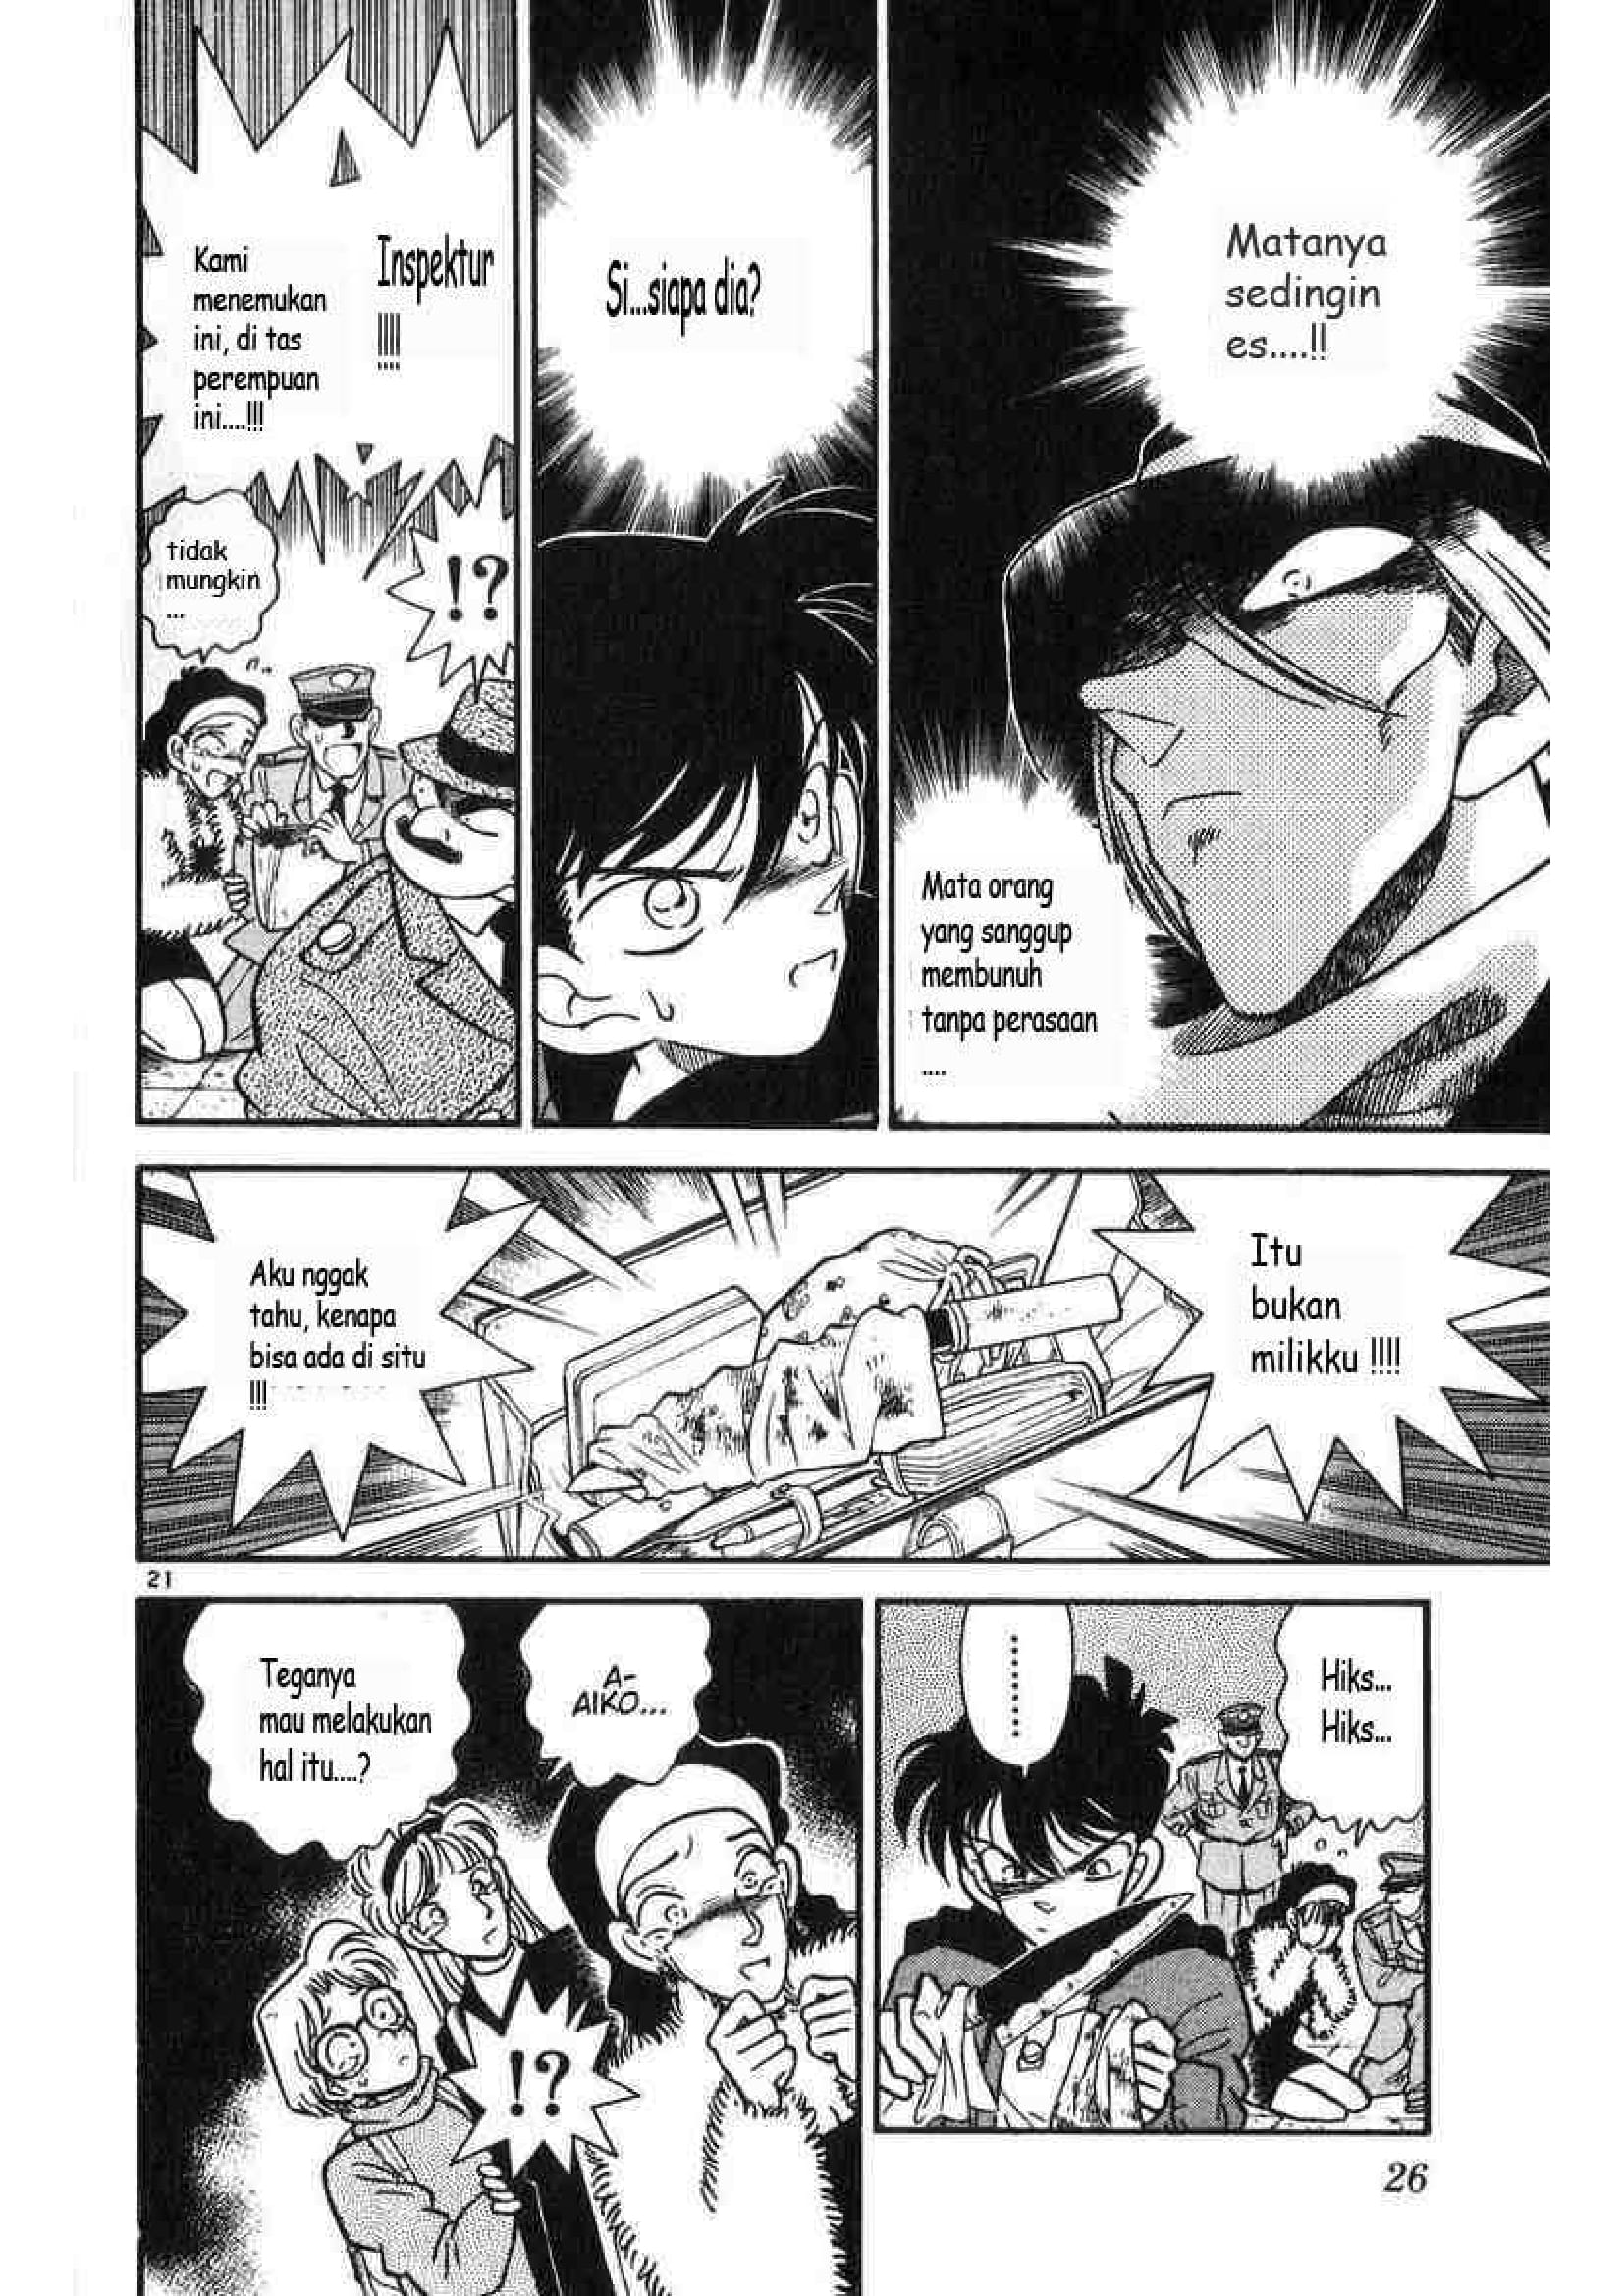 Matanya
sedingin
es....!!
Mata orang
yang sanggup
membunuh
tanpa perasaan
....
Si...siapa dia?
Inspektur
!!!!
Kami
menemukan
ini, di tas
perempuan
ini....!!!
!?
tidak
mungkin
...
Itu
bukan
milikku !!!!
Aku nggak
tahu, kenapa
bisa ada di situ
!!!
21
Hiks...
Hiks...
.........
A-
AIKO...
Teganya
mau melakukan
hal itu....?
!?
26